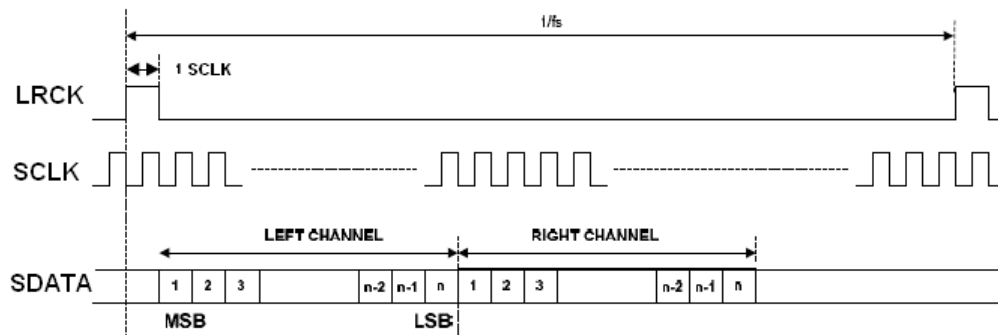 1/fs
1 SCLK
LRCK
SCLK
LEFT CHANNEL RIGHT CHANNEL
SDATA 1 2 3 n-2 n-1 n 1 2 3 n-2 n-1 n
MSB LSB